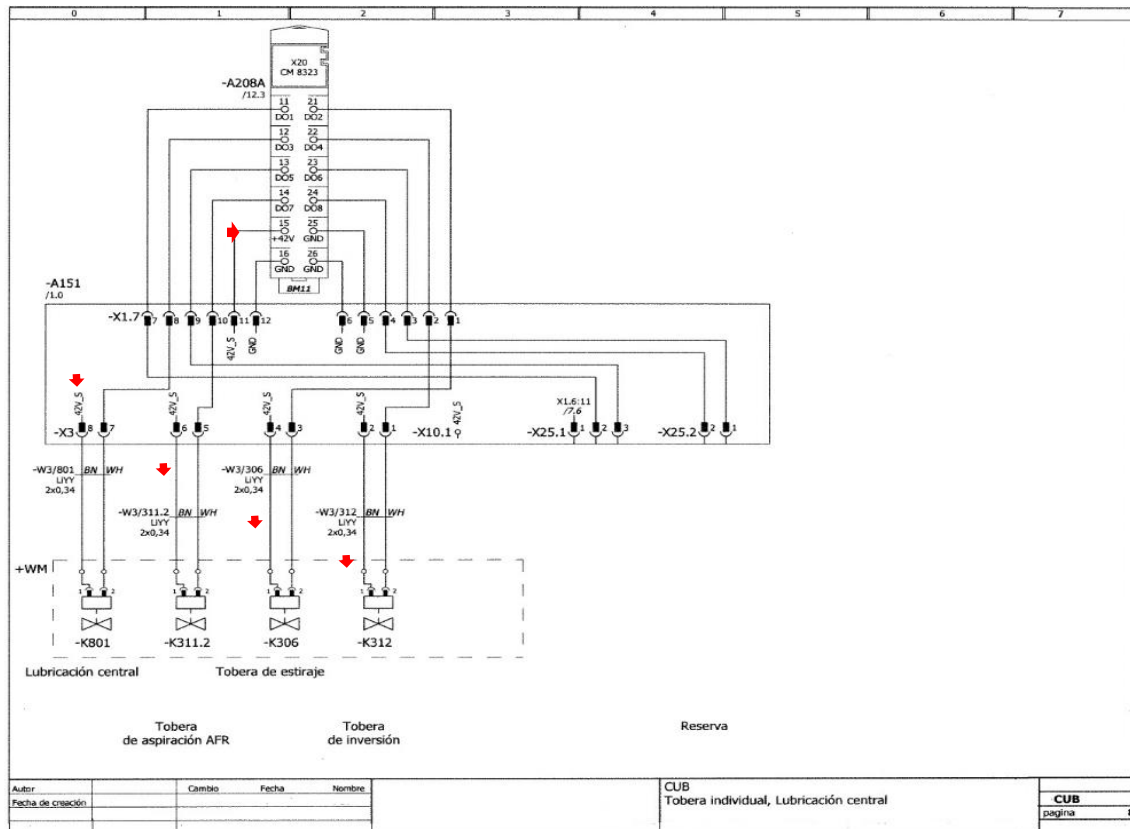 0 1 2 3 4 5 6 7
X20
CM 8323
-A208A
/12.3
11 21
DO1 DO2
12 22
DO3 DO4
13 23
DO5 DO6
14 24
DO7 DO8
15 25
+42V GND
16 26
GND GND
BM11
-A151
/1.0
-X1.7 7 8 9 10 11 12 6 5 4 3 2 1
42V_S GND GND GND
42V_S 42V_S 42V_S 42V_S 42V_S
X1.6:11
/7.6
-X3 8 7 6 5 4 3 2 1 -X10.1 -X25.1 1 2 3 -X25.2 2 1
-W3/801 BN WH
LIYY
2x0,34
-W3/306 BN WH
LIYY
2x0,34
-W3/311.2 BN WH
LIYY
2x0,34
-W3/312 BN WH
LIYY
2x0,34
+WM
1 2 1 2 1 2 1 2
-K801 -K311.2 -K306 -K312
Lubricación central Tobera de estiraje
Tobera
de aspiración AFR
Tobera
de inversión
Reserva
Autor Cambio Fecha Nombre
Fecha de creación
CUB
Tobera individual, Lubricación central
CUB
pagina